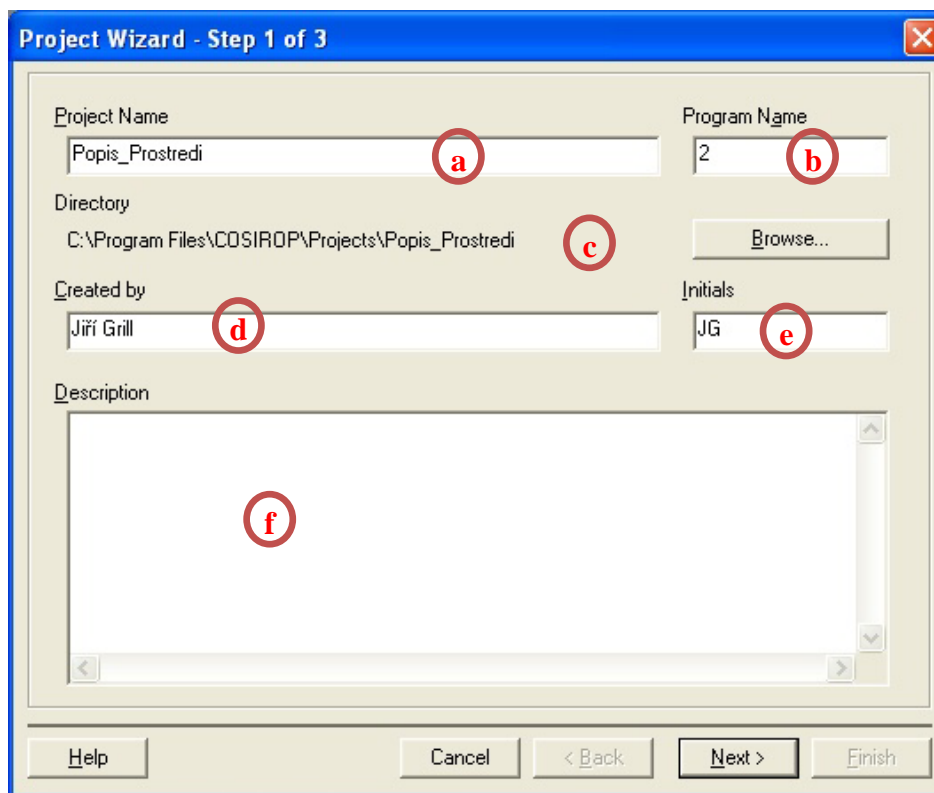 Project Wizard - Step 1 of 3
Project Name
Program Name
Popis_Prostredi
a
2
b
Directory
C:\Program Files\COSIROP\Projects\Popis_Prostredi
c
Browse...
Created by
Initials
Jiří Grill
d
JG
e
Description
f
Help
Cancel
< Back
Next >
Finish